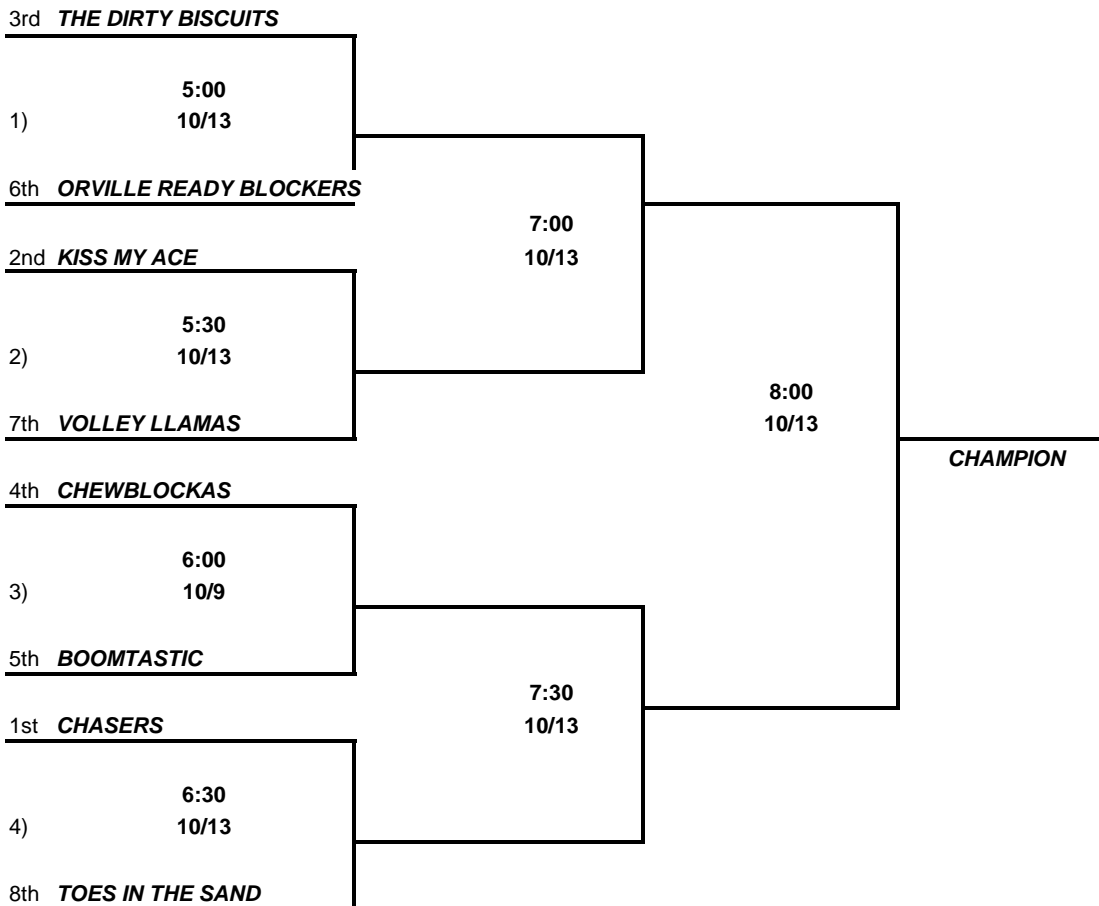 3rd THE DIRTY BISCUITS
5:00
1) 10/13
6th ORVILLE READY BLOCKERS
7:00
2nd KISS MY ACE 10/13
5:30
2) 10/13
8:00
7th VOLLEY LLAMAS 10/13
CHAMPION
4th CHEWBLOCKAS
6:00
3) 10/9
5th BOOMTASTIC
7:30
1st CHASERS 10/13
6:30
4) 10/13
8th TOES IN THE SAND